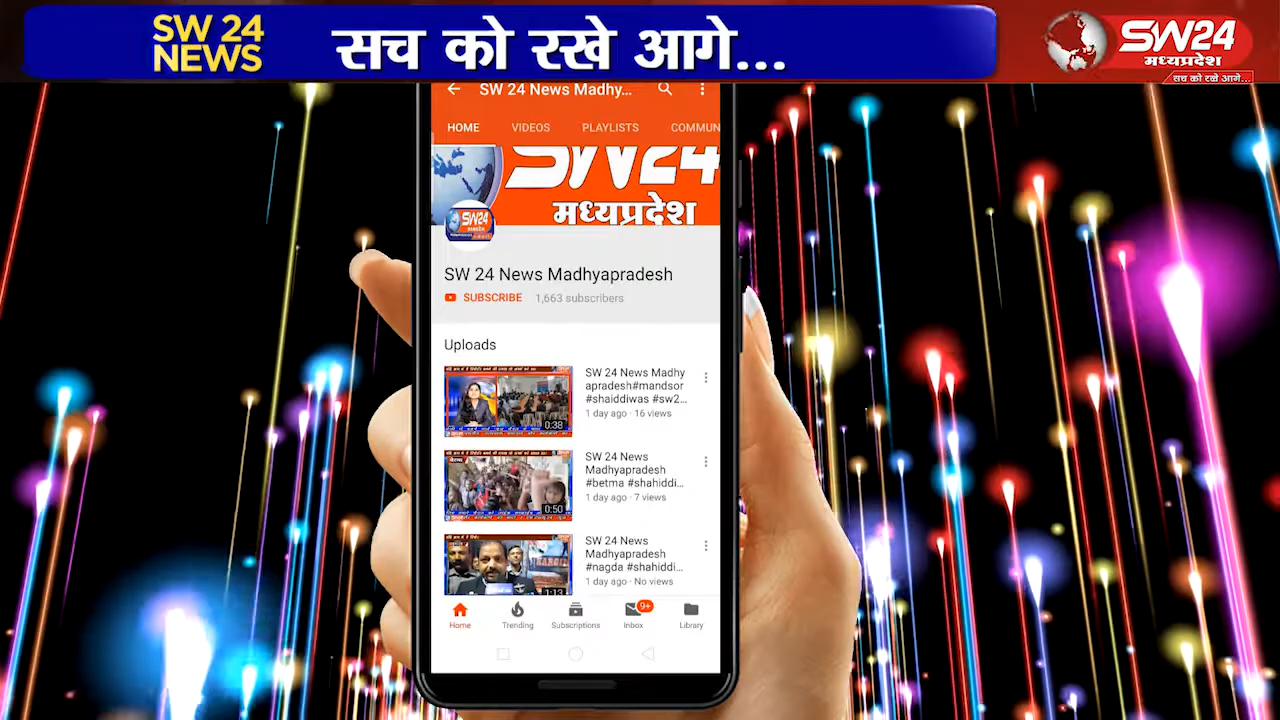 SW 24
NEWS
सच को रखे आगे...
SW24
मध्यप्रदेश
सच को रखे आगे...
SW 24 News Madhy...
HOME VIDEOS PLAYLISTS COMMUN
SW24
मध्यप्रदेश
SW24
SW 24 News Madhyapradesh
SUBSCRIBE 1,663 subscribers
Uploads
SW 24 News Madhy
apradesh#mandsor
#shaiddiwas #sw2...
1 day ago · 16 views
0:38
SW 24 News
Madhyapradesh
#betma #shahiddi...
1 day ago · 7 views
0:50
SW 24 News
Madhyapradesh
#nagda #shahiddi...
1 day ago · No views
1:13
9+
Home Trending Subscriptions Inbox Library